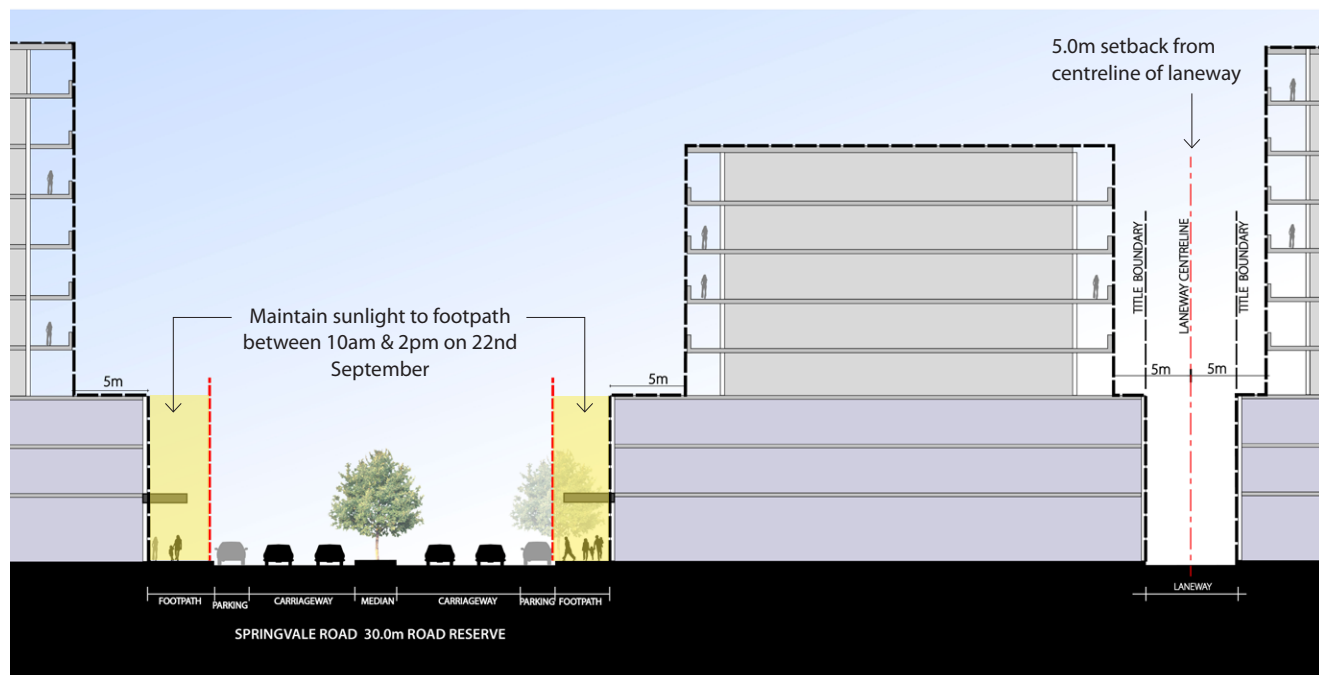 5.0m setback from
centreline of laneway
TITLE BOUNDARY
LANEWAY CENTRELINE
TITLE BOUNDARY
Maintain sunlight to footpath
between 10am & 2pm on 22nd
September
5m
5m
5m
5m
FOOTPATH
PARKING
CARRIAGEWAY
MEDIAN
CARRIAGEWAY
PARKING
FOOTPATH
LANEWAY
SPRINGVALE ROAD 30.0m ROAD RESERVE